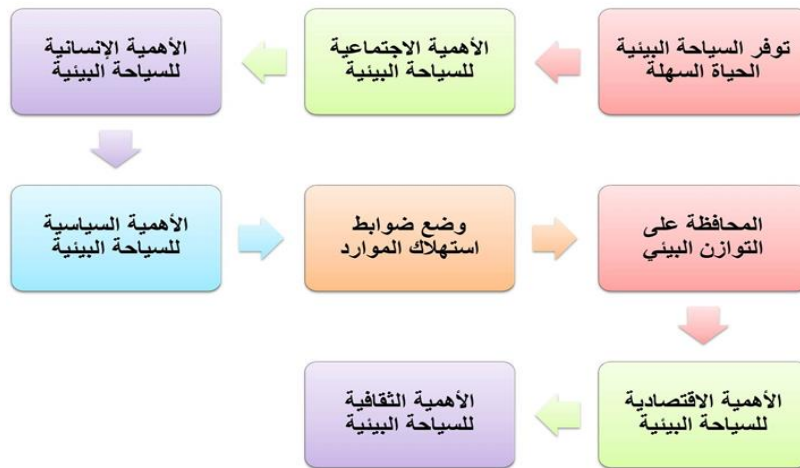 توفر السياحة البيئية
الحياة السهلة
الأهمية الاجتماعية
للسياحة البيئية
الأهمية الإنسانية
للسياحة البيئية
الأهمية السياسية
للسياحة البيئية
وضع ضوابط
استهلاك الموارد
المحافظة على
التوازن البيئي
الأهمية الاقتصادية
للسياحة البيئية
الأهمية الثقافية
للسياحة البيئية